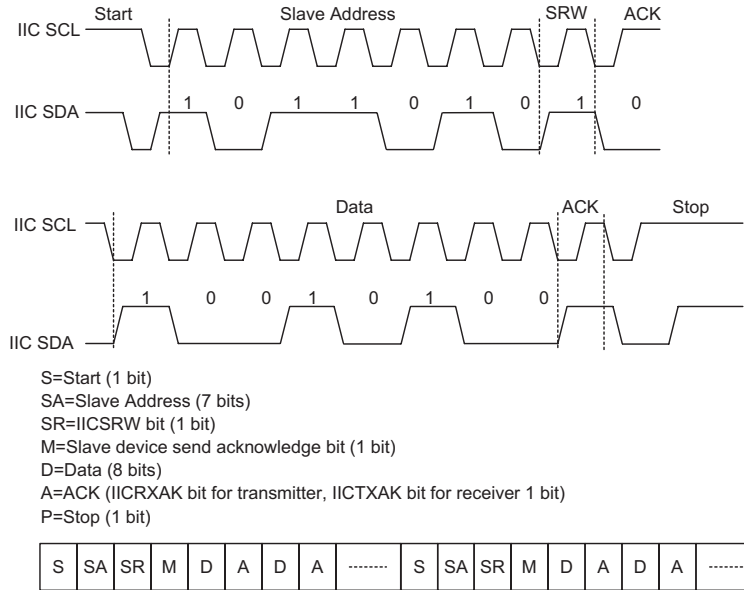 Start Slave Address SRW ACK
IIC SCL
1 0 1 1 0 1 0 1 0
IIC SDA
Data ACK Stop
IIC SCL
1 0 0 1 0 1 0 0
IIC SDA
S=Start (1 bit)
SA=Slave Address (7 bits)
SR=IICSRW bit (1 bit)
M=Slave device send acknowledge bit (1 bit)
D=Data (8 bits)
A=ACK (IICRXAK bit for transmitter, IICTXAK bit for receiver 1 bit)
P=Stop (1 bit)
S SA SR M D A D A ........ S SA SR M D A D A ........